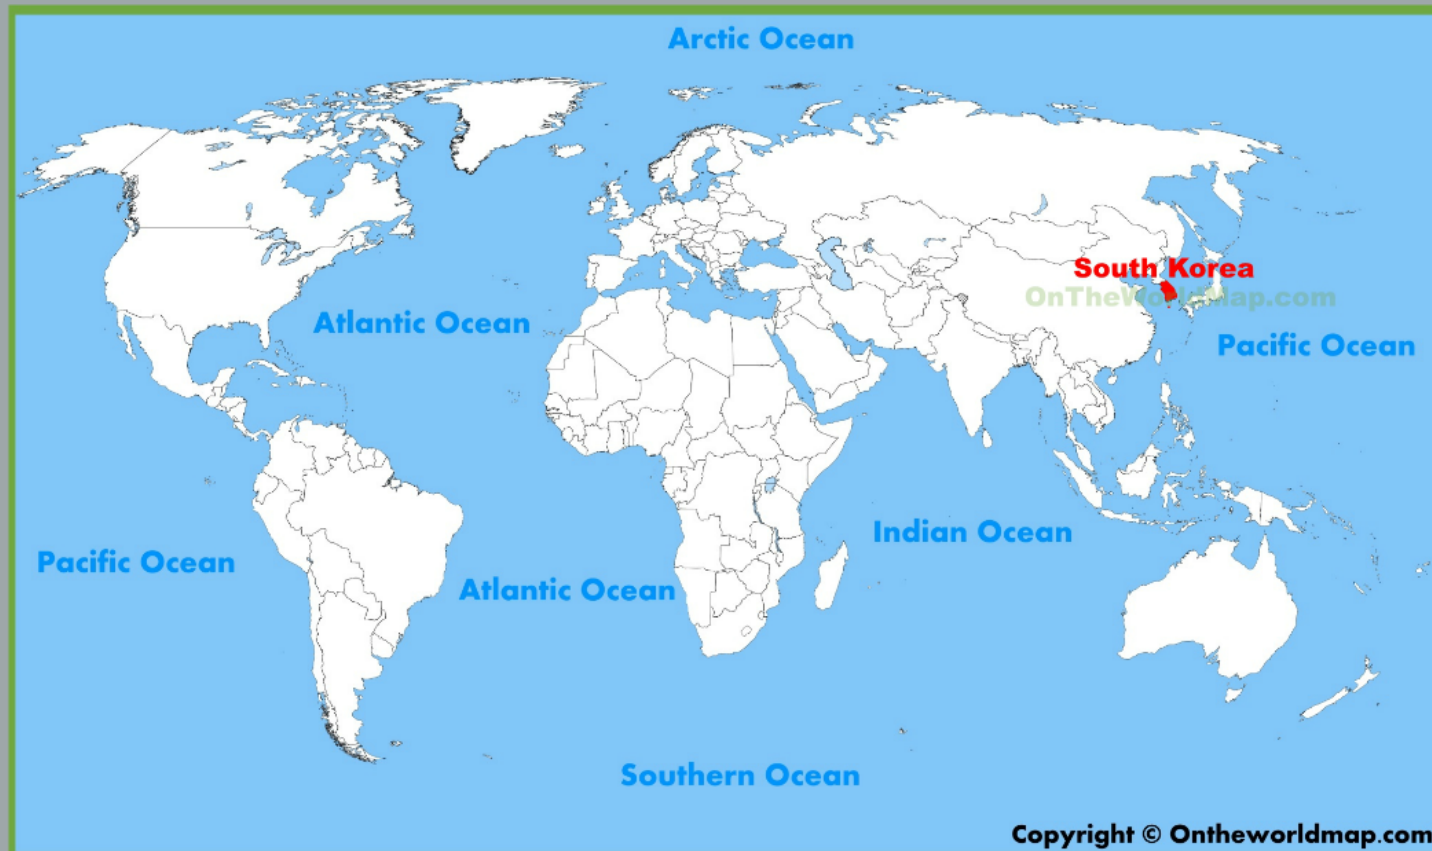 Arctic Ocean
South Korea
OnTheWorldMap.com
Atlantic Ocean
Pacific Ocean
Indian Ocean
Pacific Ocean
Atlantic Ocean
Southern Ocean
Copyright © Ontheworldmap.com